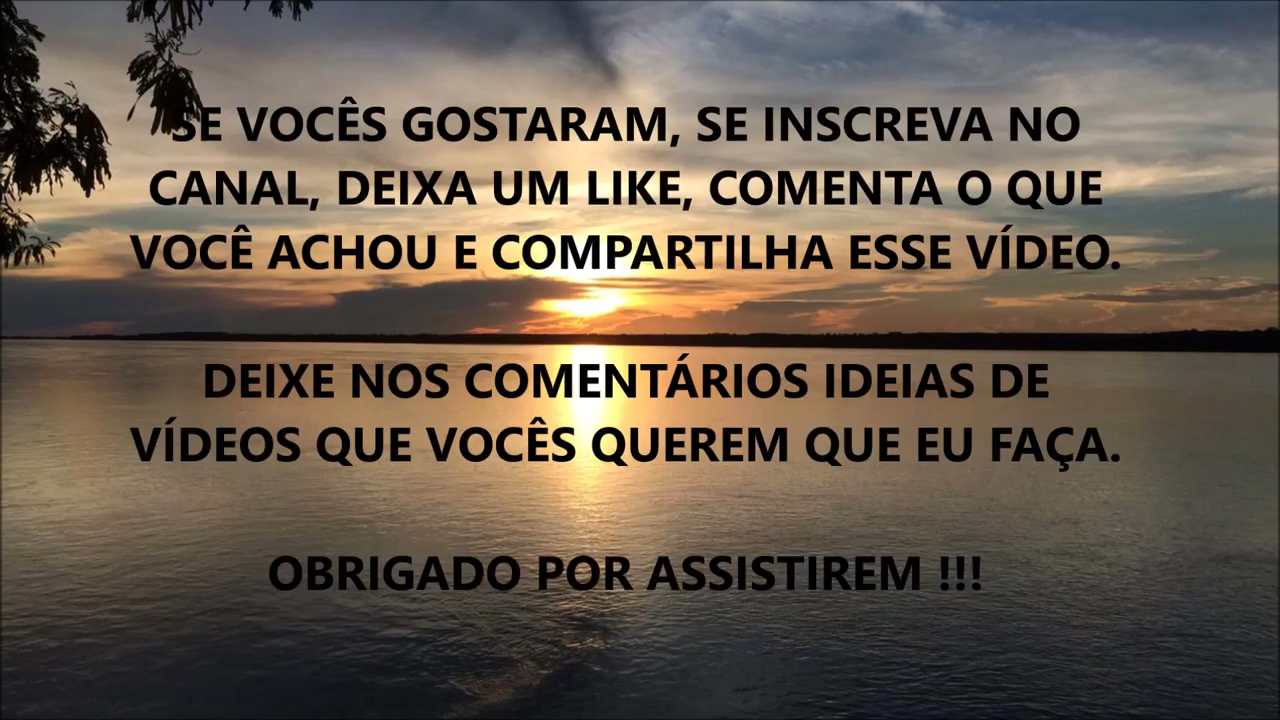 SE VOCÊS GOSTARAM, SE INSCREVA NO
CANAL, DEIXA UM LIKE, COMENTA O QUE
VOCÊ ACHOU E COMPARTILHA ESSE VÍDEO.
DEIXE NOS COMENTÁRIOS IDEIAS DE
VÍDEOS QUE VOCÊS QUEREM QUE EU FAÇA.
OBRIGADO POR ASSISTIREM !!!